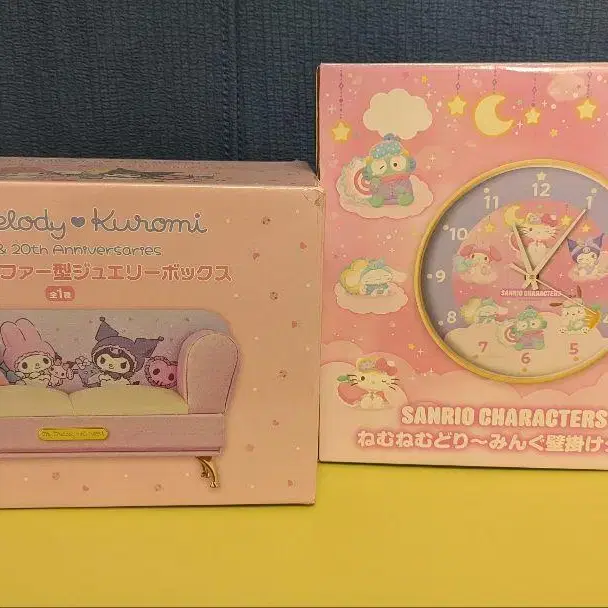 elody♥Kuromi
& 20th Anniversaries
ファー型ジュエリーボックス
全1種
12
1
11
10
9
8
7
6
5
4
SANRIO CHARACTERS
SANRIO CHARACTERS
ねむねむどり~みんぐ壁掛け